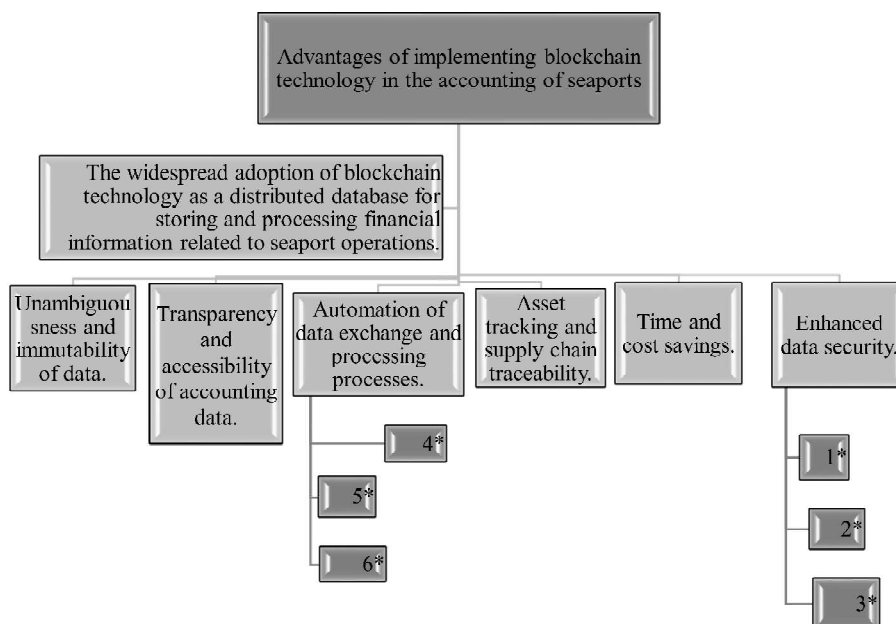 Advantages of implementing blockchain
technology in the accounting of seaports
The widespread adoption of blockchain
technology as a distributed database for
storing and processing financial
information related to seaport operations.
Unambiguou
sness and
immutability
of data.
Transparency
and
accessibility
of accounting
data.
Automation of
data exchange and
processing
processes.
Asset
tracking and
supply chain
traceability.
Time and
cost savings.
Enhanced
data security.
4*
5*
6*
1*
2*
3*